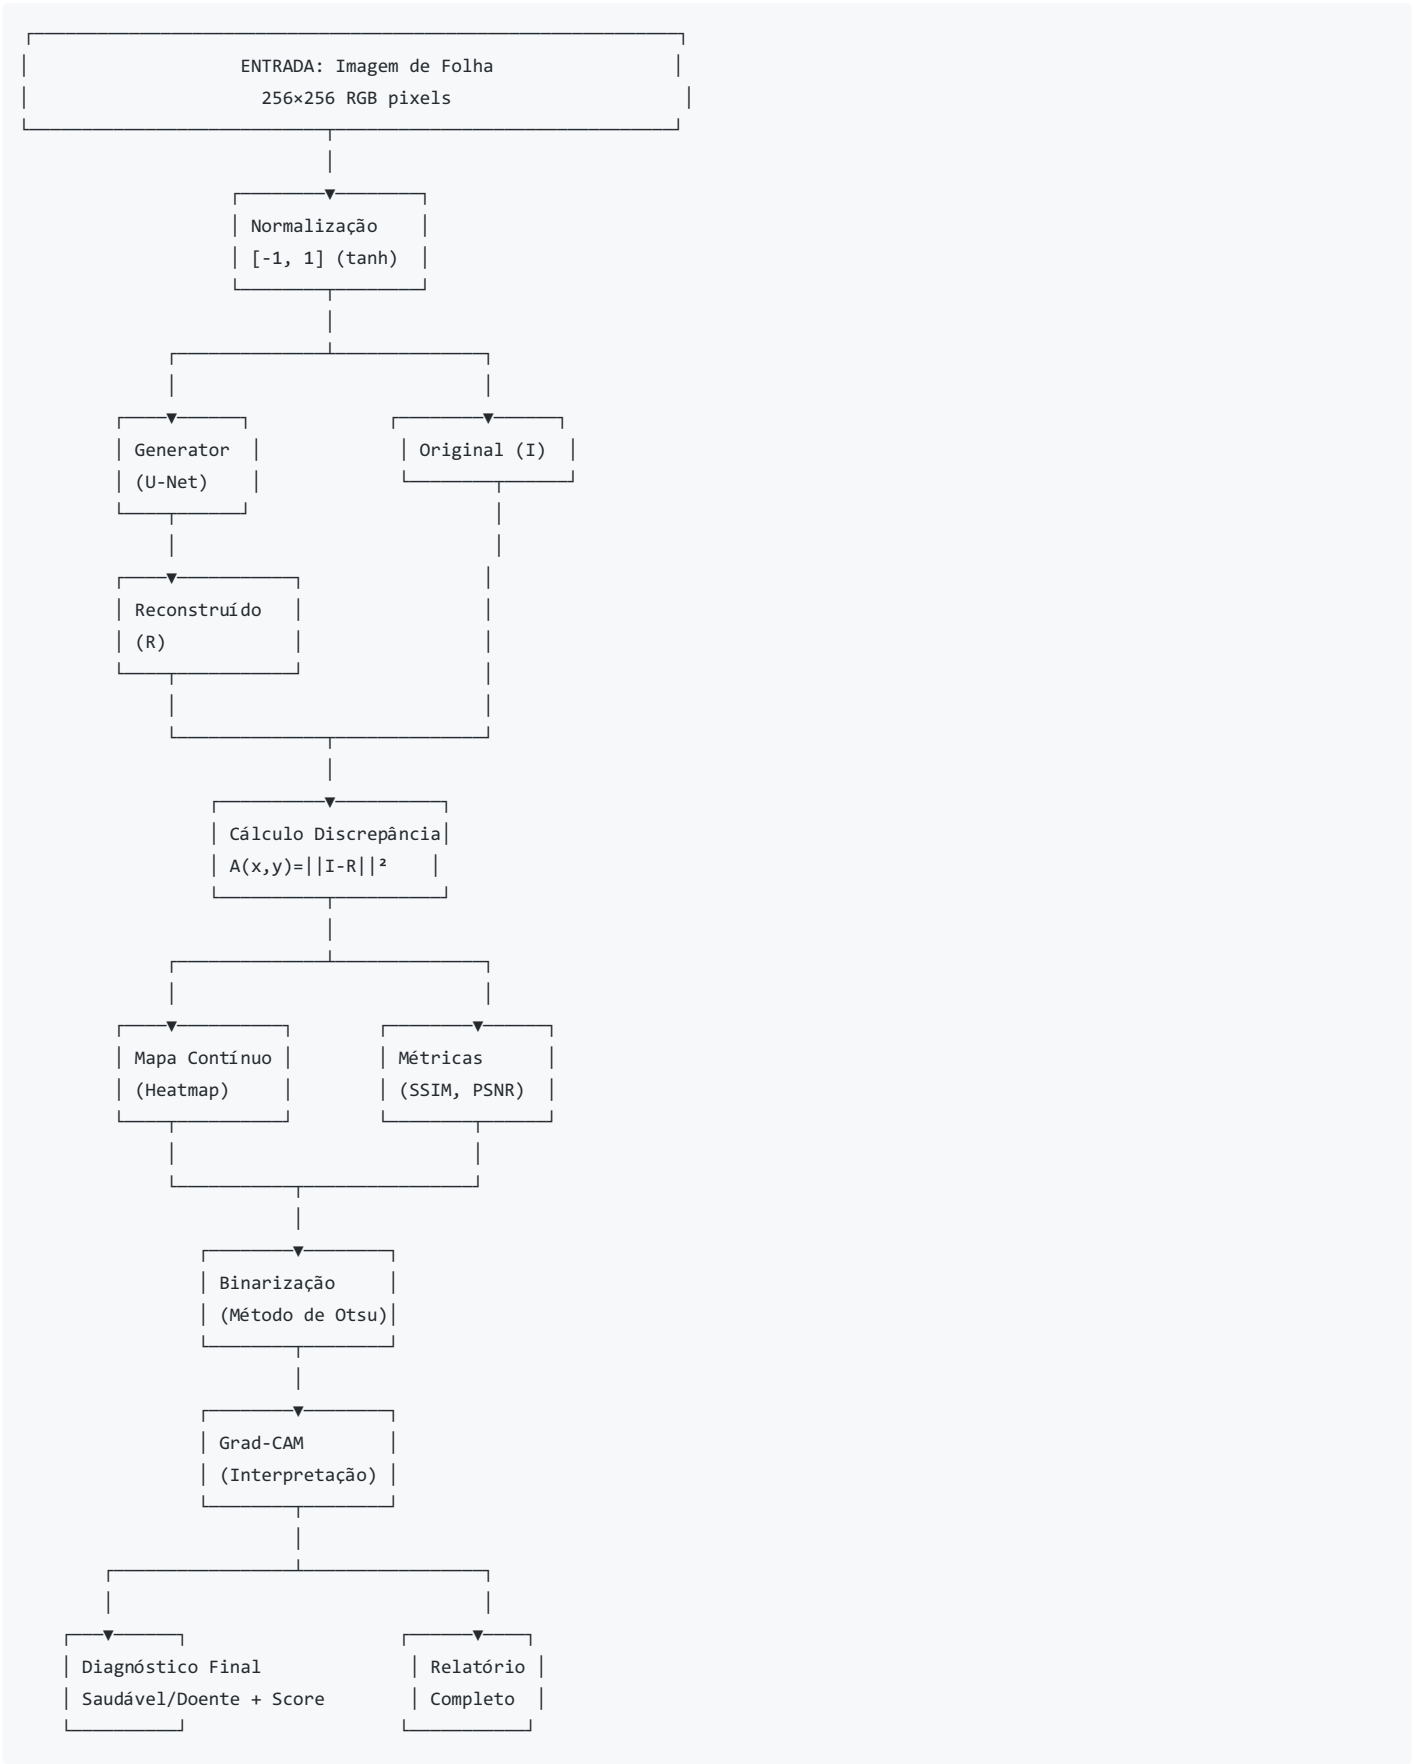 ENTRADA: Imagem de Folha
256×256 RGB pixels
Normalização
[-1, 1] (tanh)
Generator
(U-Net)
Original (I)
Reconstruído
(R)
Cálculo Discrepância
A(x,y)=||I-R||²
Mapa Contínuo
(Heatmap)
Métricas
(SSIM, PSNR)
Binarização
(Método de Otsu)
Grad-CAM
(Interpretação)
Diagnóstico Final
Saudável/Doente + Score
Relatório
Completo